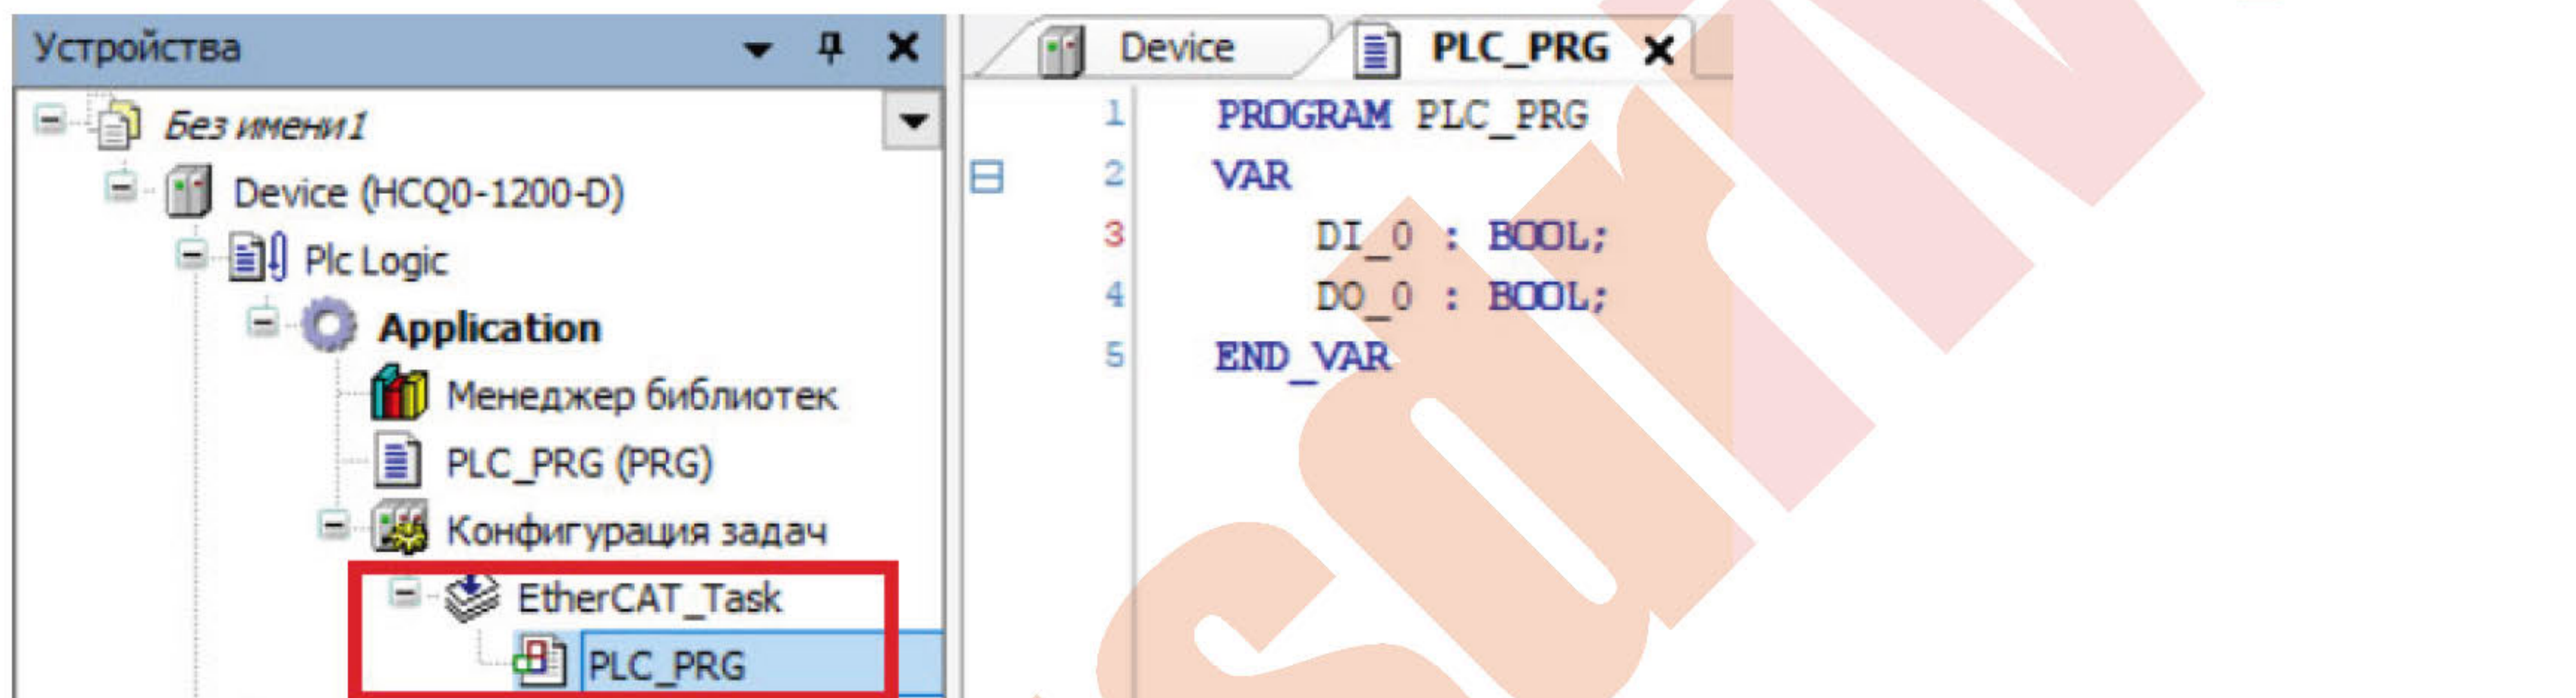 Устройства
Без имени1
Device (HCQ0-1200-D)
Plc Logic
Application
Менеджер библиотек
PLC_PRG (PRG)
Конфигурация задач
EtherCAT_Task
PLC_PRG
Device PLC_PRG
1 PROGRAM PLC_PRG
2 VAR
3 DI_0 : BOOL;
4 DO_0 : BOOL;
5 END_VAR